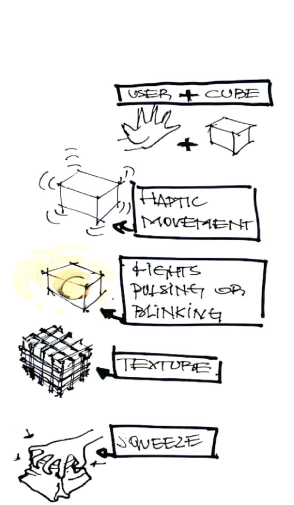 USER + CUBE
+
HAPTIC
MOVEMENT
LIGHTS
PULSING OR
BLINKING
TEXTURE
SQUEEZE